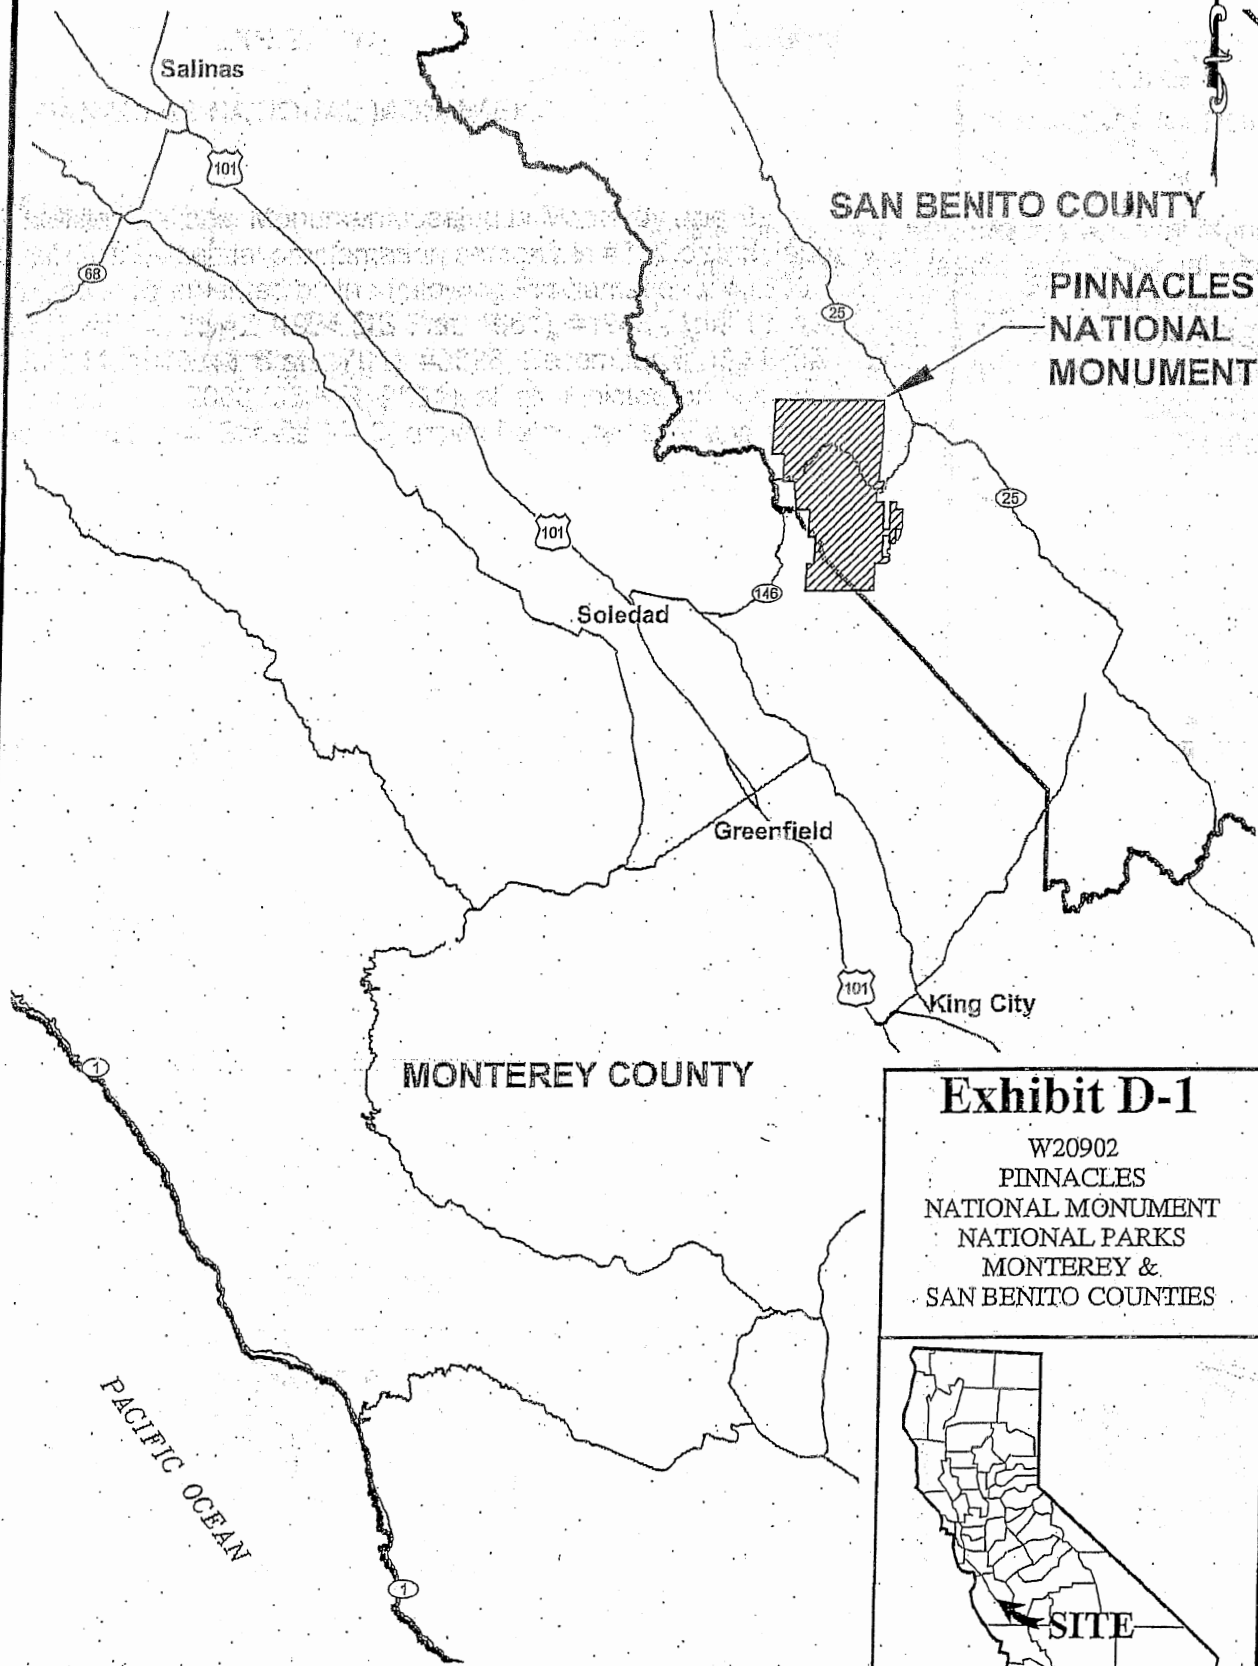 Salinas
101
SAN BENITO COUNTY
68
PINNACLES
NATIONAL
MONUMENT
25
25
101
146
Soledad
Greenfield
101
King City
1
MONTEREY COUNTY
Exhibit D-1
W20902
PINNACLES
NATIONAL MONUMENT
NATIONAL PARKS
MONTEREY &
SAN BENITO COUNTIES
PACIFIC OCEAN
1
SITE